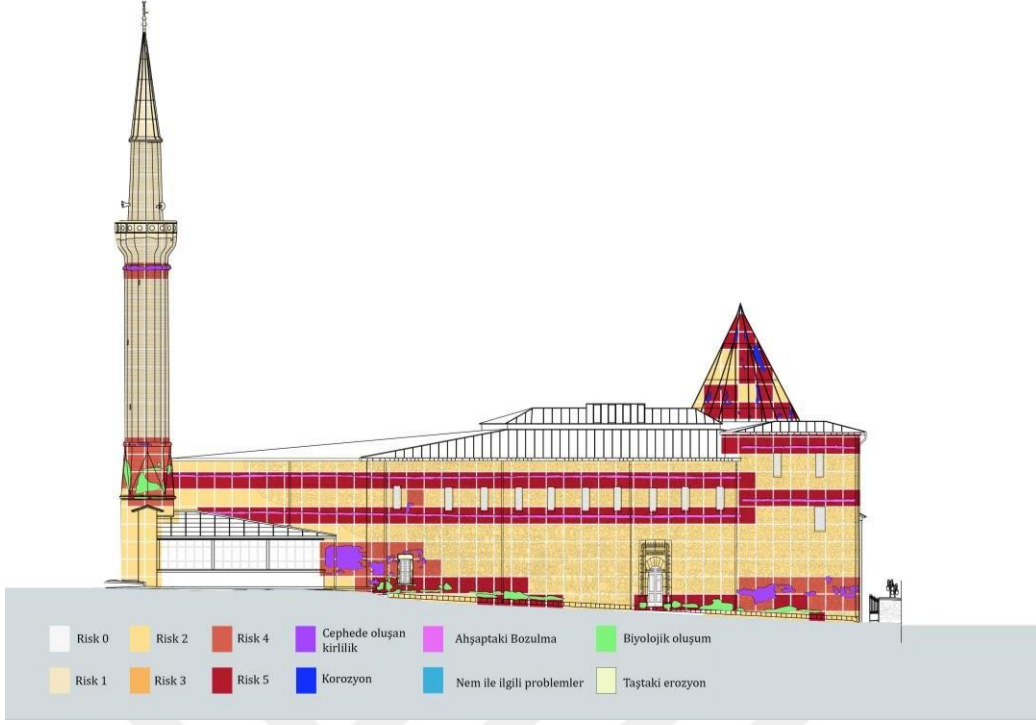 Risk 0
Risk 2
Risk 4
Cephede oluşan
kirlilik
Ahşaptaki Bozulma
Biyolojik oluşum
Risk 1
Risk 3
Risk 5
Korozyon
Nem ile ilgili problemler
Taştaki erozyon